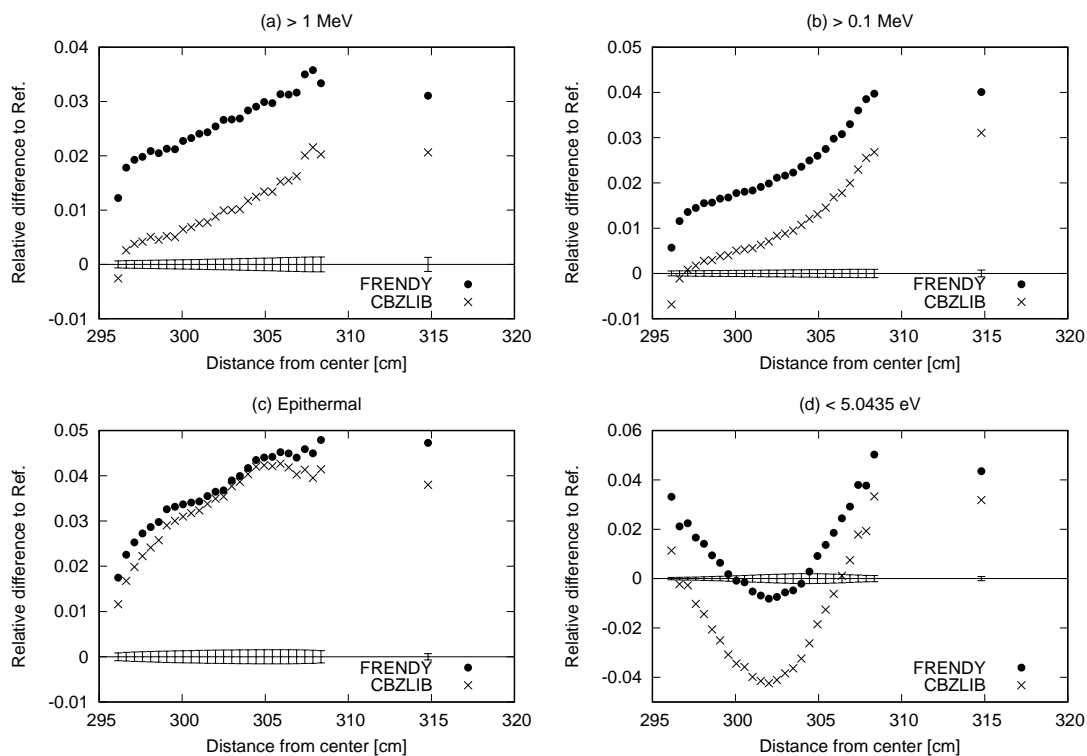 (a) > 1 MeV
0.04
0.03
0.02
0.01
0
-0.01
Relative difference to Ref.
FRENDY
CBZLIB
295 300 305 310 315 320
Distance from center [cm]
(b) > 0.1 MeV
0.05
0.04
0.03
0.02
0.01
0
-0.01
Relative difference to Ref.
FRENDY
CBZLIB
295 300 305 310 315 320
Distance from center [cm]
(c) Epithermal
0.05
0.04
0.03
0.02
0.01
0
-0.01
Relative difference to Ref.
FRENDY
CBZLIB
295 300 305 310 315 320
Distance from center [cm]
(d) < 5.0435 eV
0.06
0.04
0.02
0
-0.02
-0.04
Relative difference to Ref.
FRENDY
CBZLIB
295 300 305 310 315 320
Distance from center [cm]